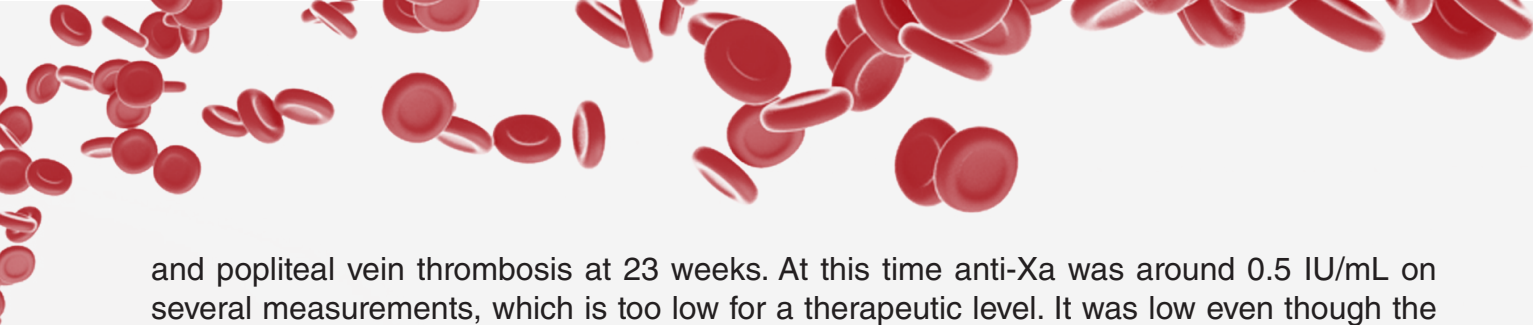 and popliteal vein thrombosis at 23 weeks. At this time anti-Xa was around 0.5 IU/mL on
several measurements, which is too low for a therapeutic level. It was low even though the